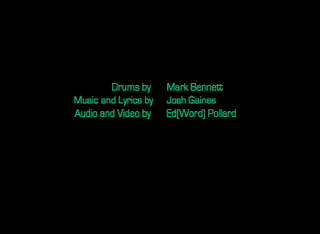 Drums by Mark Bennett
Music and Lyrics by Josh Gaines
Audio and Video by Ed(Word) Pollard